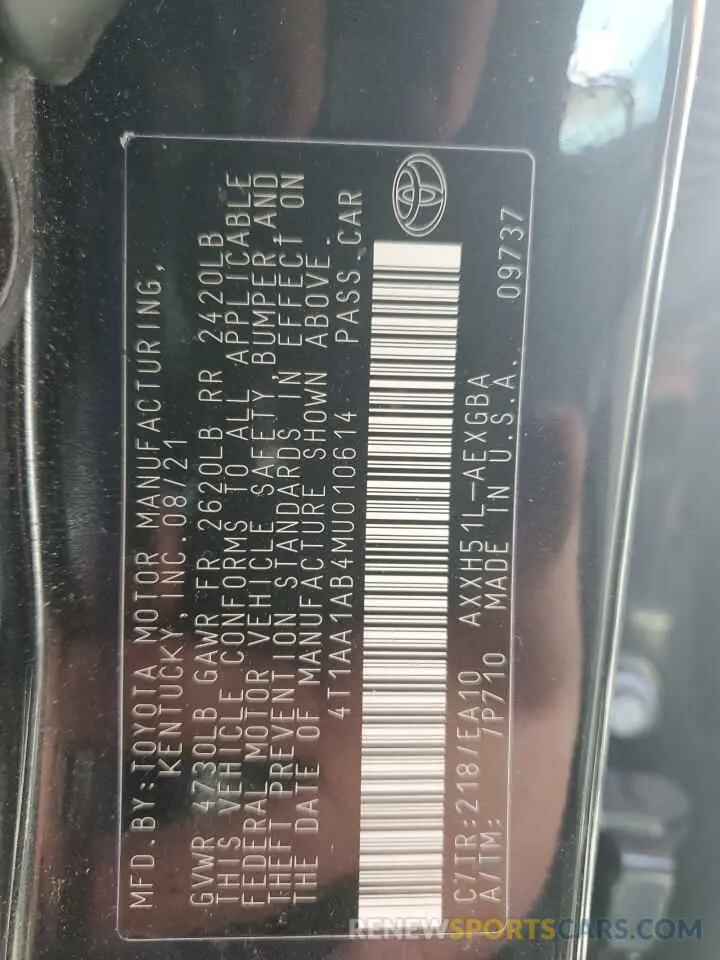 MFD. BY: TOYOTA MOTOR MANUFACTURING,
KENTUCKY, INC. 08/21
GVWR 4730LB GAWR FR 2620LB RR 2420LB
THIS VEHICLE CONFORMS TO ALL APPLICABLE
FEDERAL MOTOR VEHICLE SAFETY, BUMPER, AND
THEFT PREVENTION STANDARDS IN EFFECT ON
THE DATE OF MANUFACTURE SHOWN ABOVE.
4T1AA1AB4MU010614 PASS. CAR
C/TR: 218/EA10 AXXH51L-AEXGBA
A/TM: /P710 MADE IN U.S.A. 09737
RENEWSPORTSCARS.COM